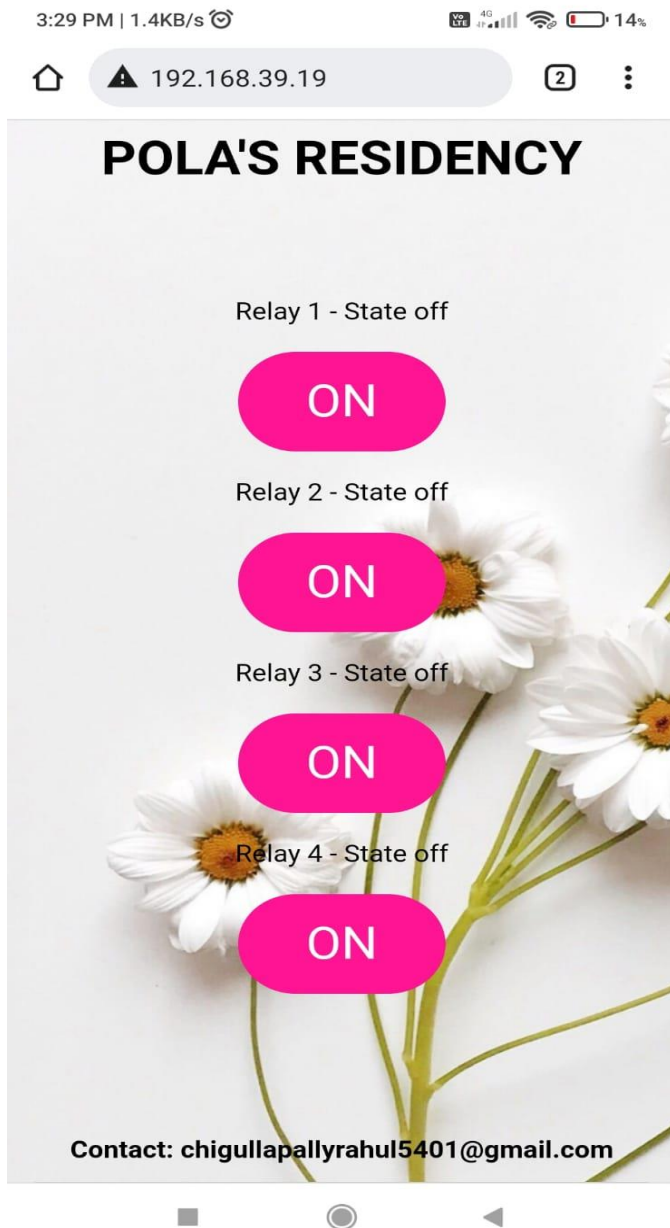 3:29 PM | 1.4KB/s
Vo LTE 4G 14%
192.168.39.19 2
POLA'S RESIDENCY
Relay 1 - State off
ON
Relay 2 - State off
ON
Relay 3 - State off
ON
Relay 4 - State off
ON
Contact: chigullapallyrahul5401@gmail.com